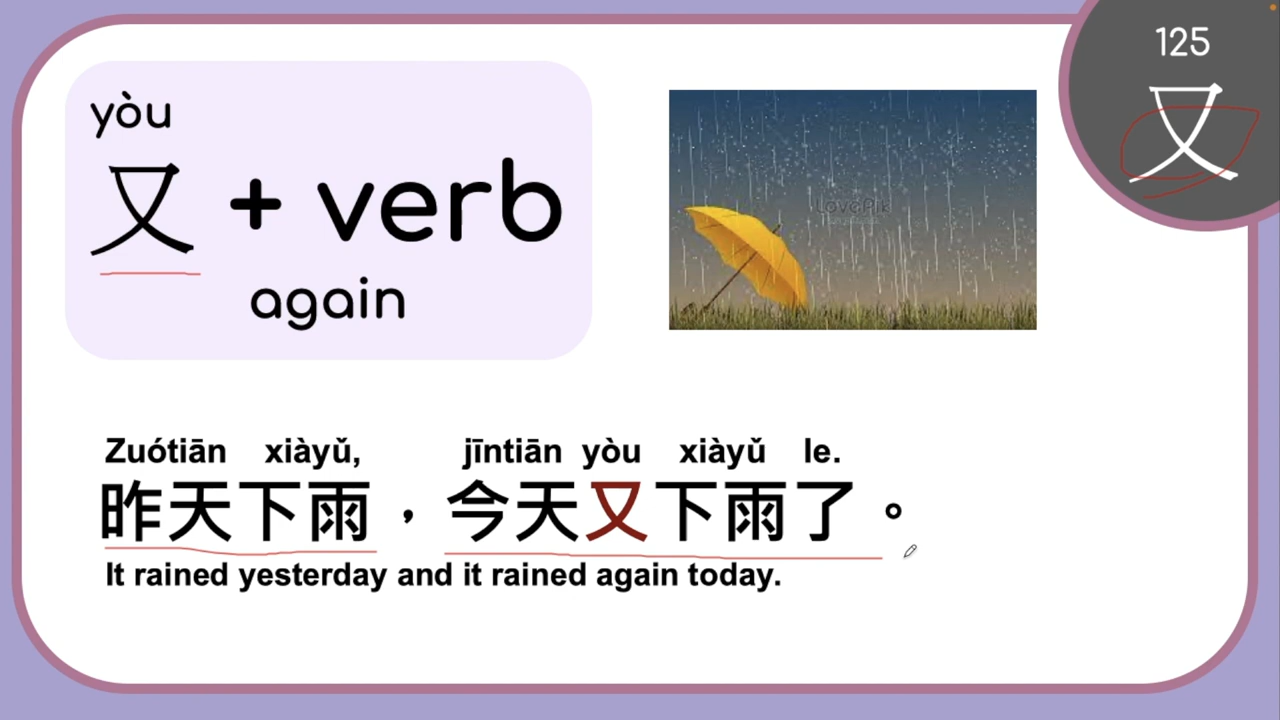 125
又
yòu
又 + verb
again
LovePik
Zuótiān xiàyǔ, jīntiān yòu xiàyǔ le.
昨天下雨，今天又下雨了。
It rained yesterday and it rained again today.